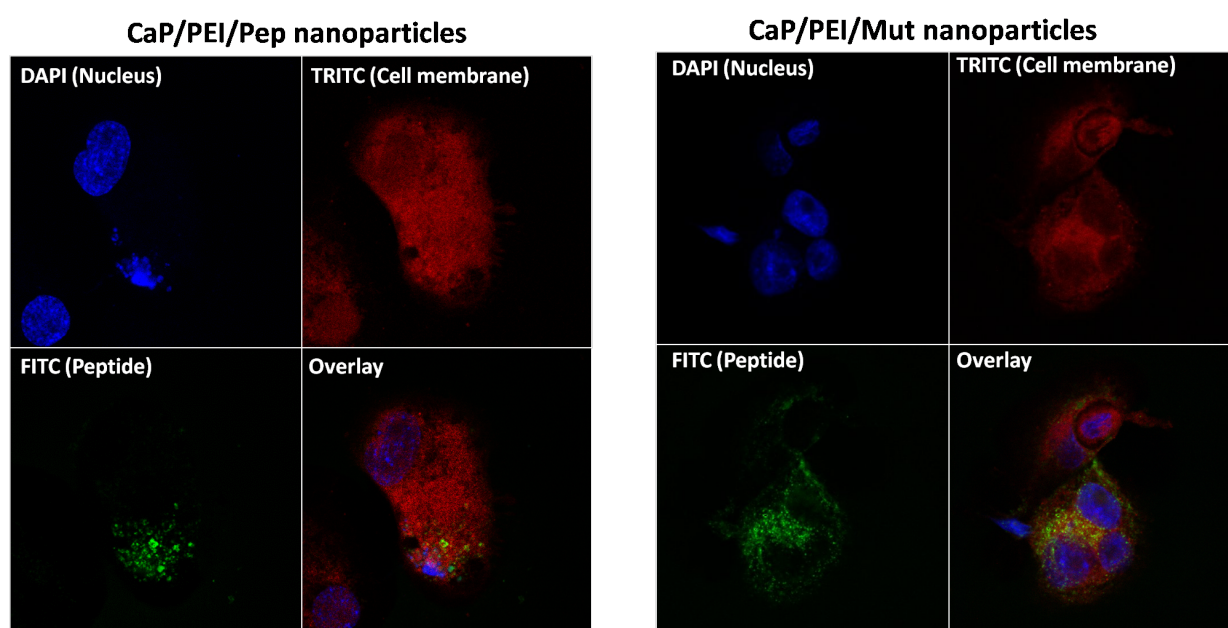 CaP/PEI/Pep nanoparticles
DAPI (Nucleus)
TRITC (Cell membrane)
FITC (Peptide)
Overlay
CaP/PEI/Mut nanoparticles
DAPI (Nucleus)
TRITC (Cell membrane)
FITC (Peptide)
Overlay